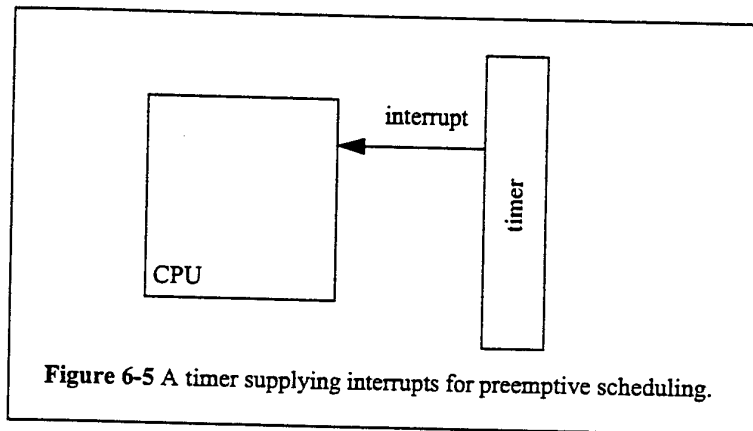 interrupt
timer
CPU
Figure 6-5 A timer supplying interrupts for preemptive scheduling.